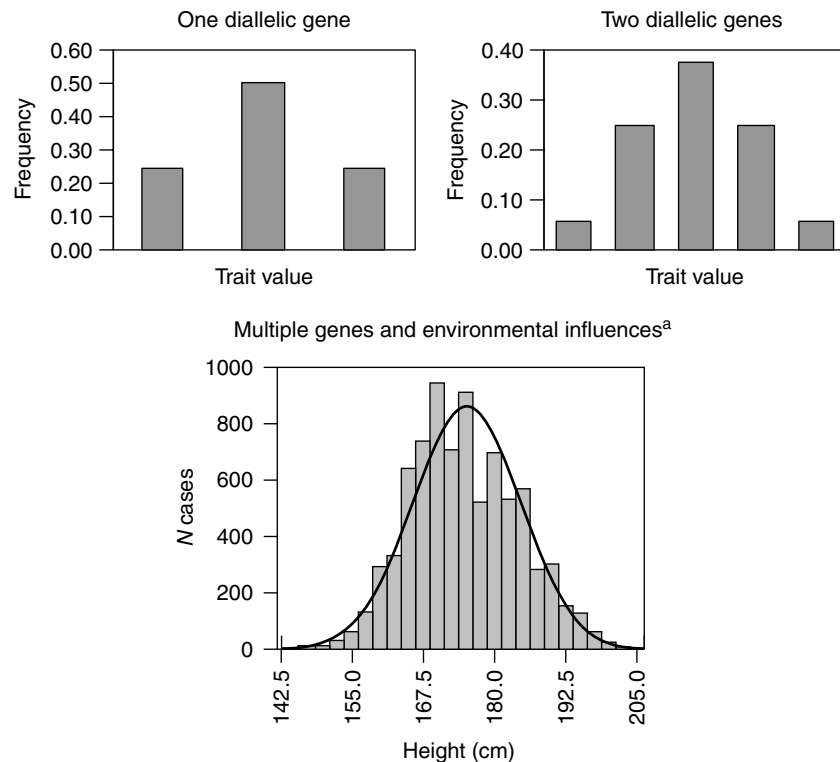 One diallelic gene
0.60
0.50
0.40
0.30
0.20
0.10
0.00
Frequency
Trait value
Two diallelic genes
0.40
0.30
0.20
0.10
0.00
Frequency
Trait value
Multiple genes and environmental influencesᵃ
1000
800
600
400
200
0
N cases
142.5
155.0
167.5
180.0
192.5
205.0
Height (cm)